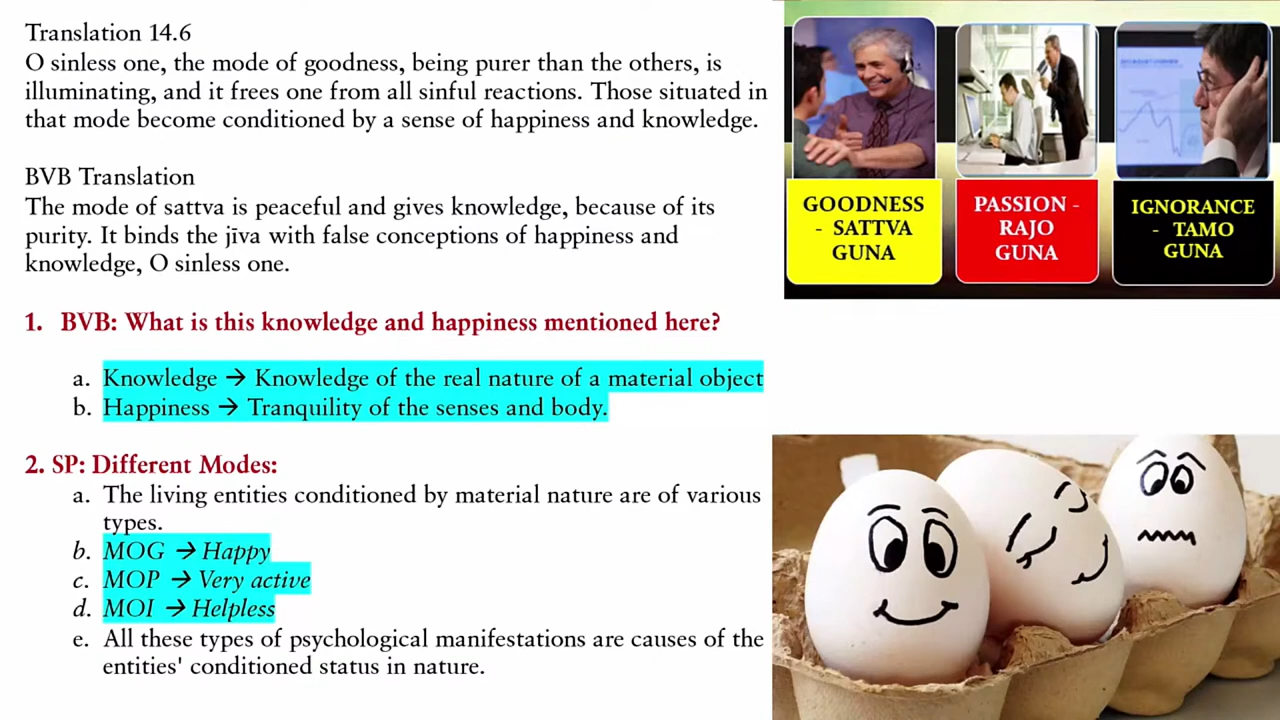 Translation 14.6
O sinless one, the mode of goodness, being purer than the others, is
illuminating, and it frees one from all sinful reactions. Those situated in
that mode become conditioned by a sense of happiness and knowledge.
BVB Translation
The mode of sattva is peaceful and gives knowledge, because of its
purity. It binds the jīva with false conceptions of happiness and
knowledge, O sinless one.
1. BVB: What is this knowledge and happiness mentioned here?
a. Knowledge → Knowledge of the real nature of a material object
b. Happiness → Tranquility of the senses and body.
2. SP: Different Modes:
a. The living entities conditioned by material nature are of various
types.
b. MOG → Happy
c. MOP → Very active
d. MOI → Helpless
e. All these types of psychological manifestations are causes of the
entities' conditioned status in nature.
GOODNESS
- SATTVA
GUNA
PASSION -
RAJO
GUNA
IGNORANCE
- TAMO
GUNA